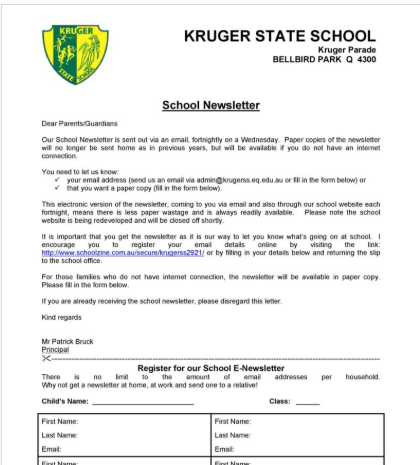 KRUGER
STATE SCHOOL
KRUGER STATE SCHOOL
Kruger Parade
BELLBIRD PARK Q 4300
School Newsletter
Dear Parents/Guardians
Our School Newsletter is sent out via an email, fortnightly on a Wednesday. Paper copies of the newsletter
will no longer be sent home as in previous years, but will be available if you do not have an internet
connection.
You need to let us know:
✓ your email address (send us an email via admin@krugerss.eq.edu.au or fill in the form below) or
✓ that you want a paper copy (fill in the form below).
This electronic version of the newsletter, coming to you via email and also through our school website each
fortnight, means there is less paper wastage and is always readily available. Please note the school
website is being redeveloped and will be closed off shortly.
It is important that you get the newsletter as it is our way to let you know what's going on at school. I
encourage you to register your email details online by visiting the link:
http://www.schoolzine.com.au/secure/krugerss2921/ or by filling in your details below and returning the slip
to the school office.
For those families who do not have internet connection, the newsletter will be available in paper copy.
Please fill in the form below.
If you are already receiving the school newsletter, please disregard this letter.
Kind regards
Mr Patrick Bruck
Principal
Register for our School E-Newsletter
There is no limit to the amount of email addresses per household.
Why not get a newsletter at home, at work and send one to a relative!
Child's Name: ____________________ Class: _____
First Name: First Name:
Last Name: Last Name:
Email: Email:
First Name: First Name: